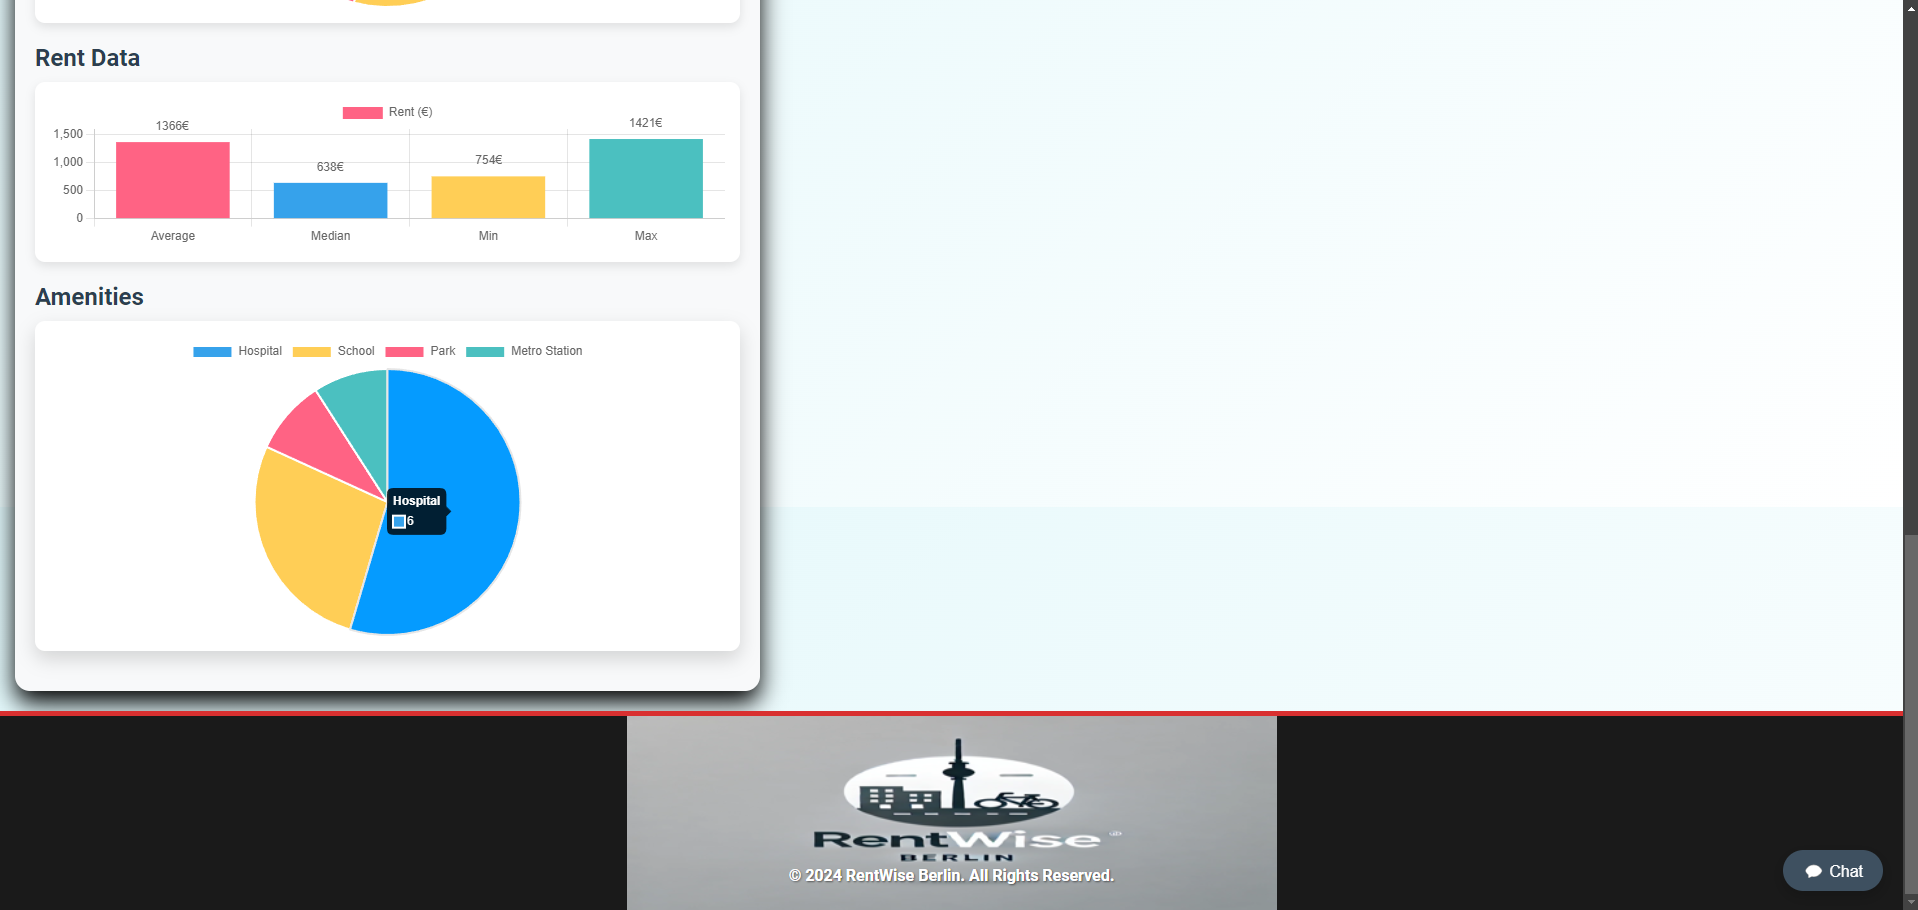 Rent Data
Rent (€)
1366€
638€
754€
1421€
1,500
1,000
500
0
Average Median Min Max
Amenities
Hospital School Park Metro Station
Hospital
6
RentWise
BERLIN
© 2024 RentWise Berlin. All Rights Reserved.
Chat